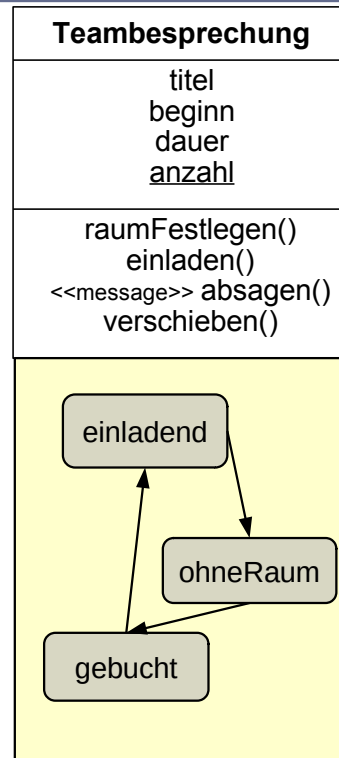 Teambesprechung
titel
beginn
dauer
anzahl
raumFestlegen()
einladen()
<<message>> absagen()
verschieben()
einladend
ohneRaum
gebucht